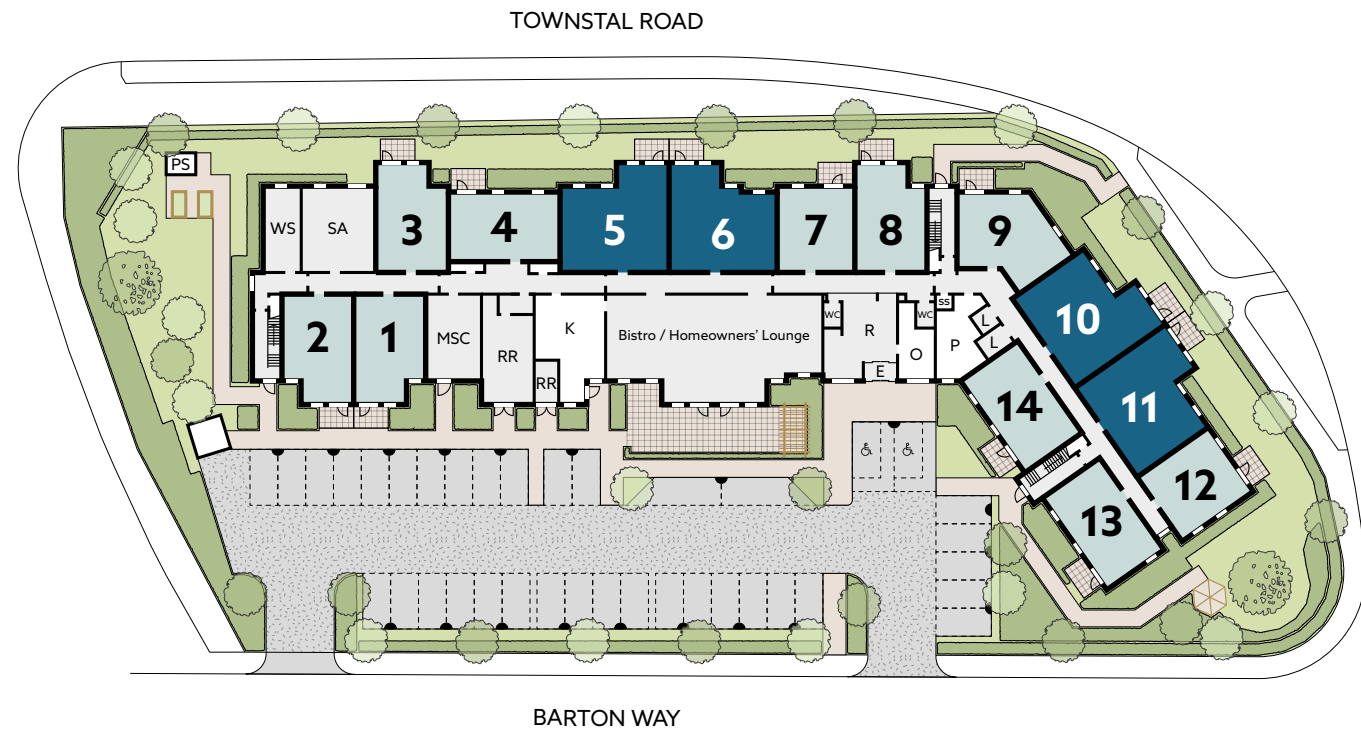 TOWNSTAL ROAD
PS
WS
SA
3
4
5
6
7
8
9
10
2
1
MSC
RR
RR
K
Bistro / Homeowners' Lounge
WC
R
E
WC
O
SS
P
L
L
14
11
12
13
BARTON WAY